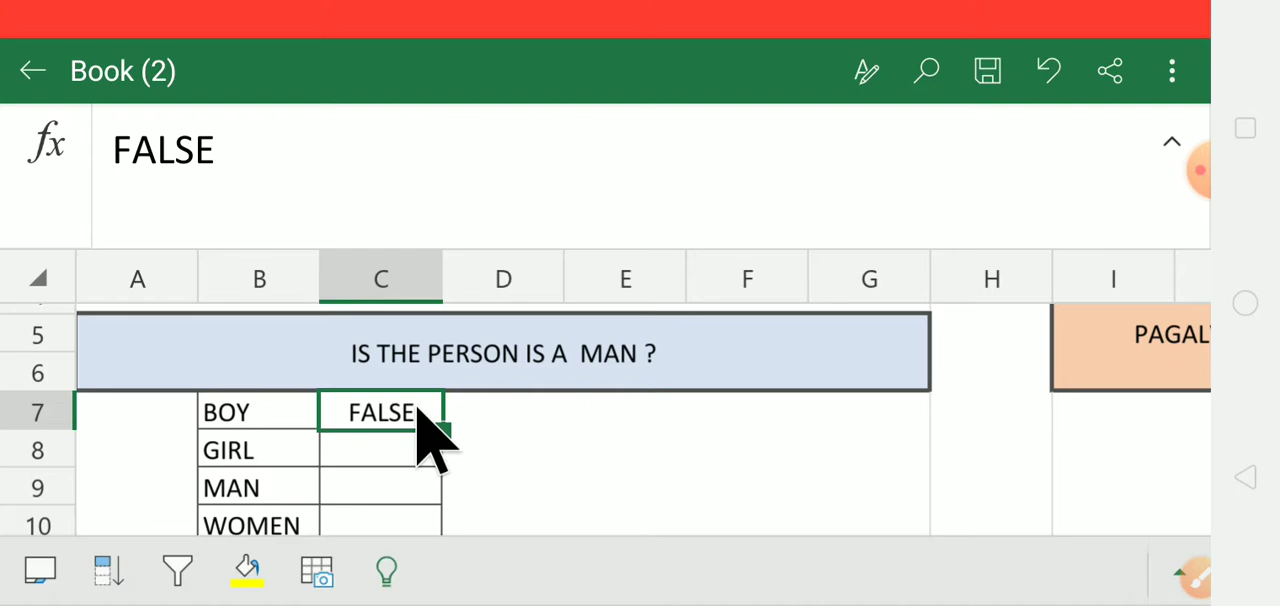 Book (2)
fx
FALSE
A B C D E F G H I
5
IS THE PERSON IS A  MAN ?
PAGAL
6
7 BOY FALSE
8 GIRL
9 MAN
10 WOMEN